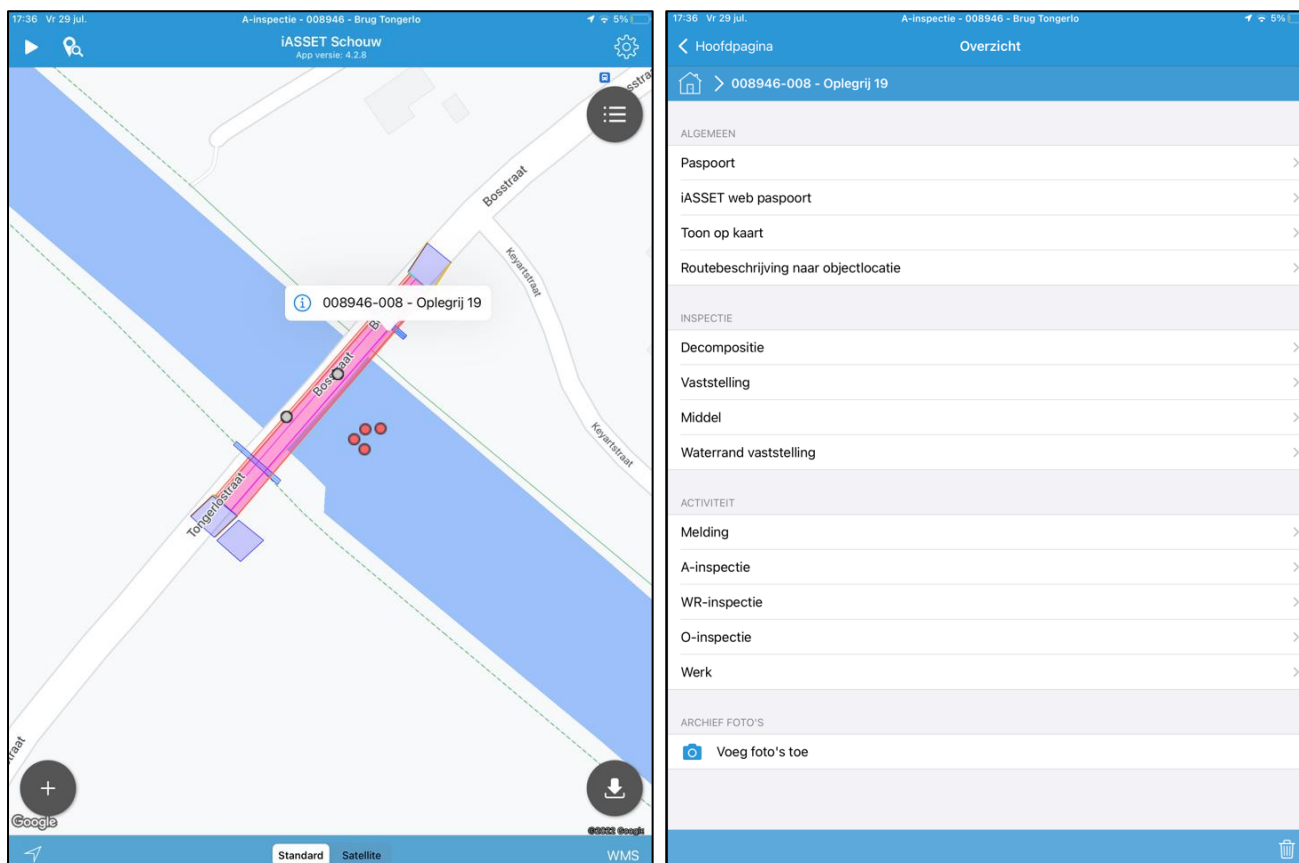 17:36 Vr 29 jul.
A-inspectie - 008946 - Brug Tongerlo
5%
iASSET Schouw
App versie: 4.2.8
Bosstraat
Keyartstraat
008946-008 - Oplegrij 19
Bosstraat
Keyartstraat
Tongerlostraat
Google
©2022 Google
Standard
Satellite
WMS
17:36 Vr 29 jul.
A-inspectie - 008946 - Brug Tongerlo
5%
Hoofdpagina
Overzicht
008946-008 - Oplegrij 19
ALGEMEEN
Paspoort
iASSET web paspoort
Toon op kaart
Routebeschrijving naar objectlocatie
INSPECTIE
Decompositie
Vaststelling
Middel
Waterrand vaststelling
ACTIVITEIT
Melding
A-inspectie
WR-inspectie
O-inspectie
Werk
ARCHIEF FOTO'S
Voeg foto's toe